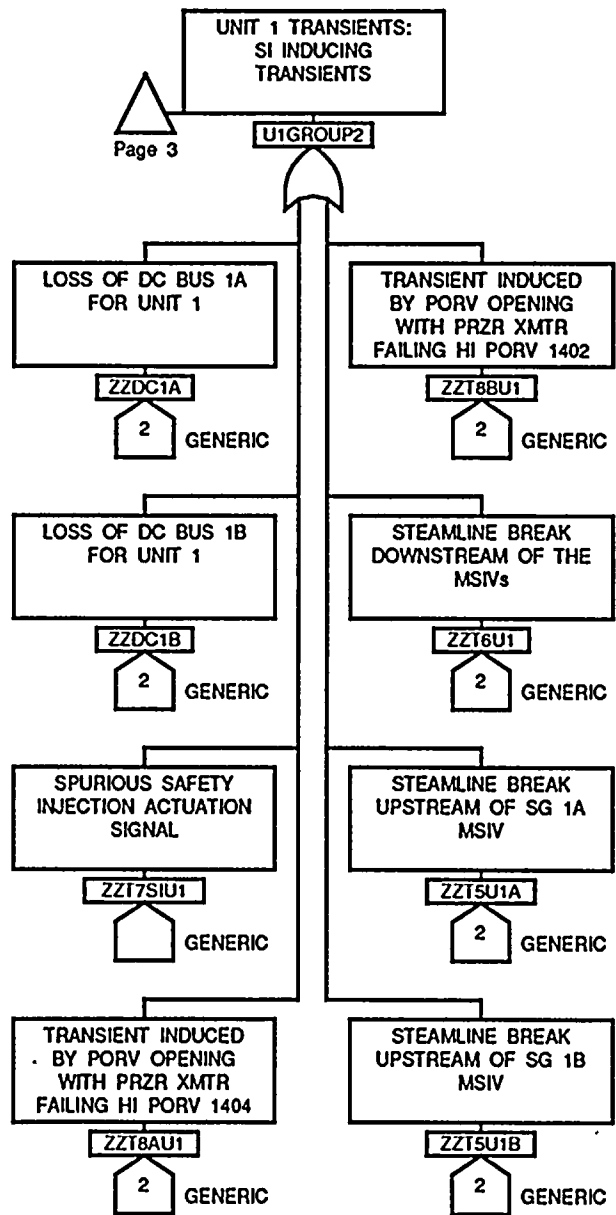 UNIT 1 TRANSIENTS:
SI INDUCING
TRANSIENTS
Page 3
U1GROUP2
LOSS OF DC BUS 1A
FOR UNIT 1
ZZDC1A
2
GENERIC
TRANSIENT INDUCED
BY PORV OPENING
WITH PRZR XMTR
FAILING HI PORV 1402
ZZT8BU1
2
GENERIC
LOSS OF DC BUS 1B
FOR UNIT 1
ZZDC1B
2
GENERIC
STEAMLINE BREAK
DOWNSTREAM OF THE
MSIVs
ZZT6U1
2
GENERIC
SPURIOUS SAFETY
INJECTION ACTUATION
SIGNAL
ZZT7SIU1
GENERIC
STEAMLINE BREAK
UPSTREAM OF SG 1A
MSIV
ZZT5U1A
2
GENERIC
TRANSIENT INDUCED
BY PORV OPENING
WITH PRZR XMTR
FAILING HI PORV 1404
ZZT8AU1
2
GENERIC
STEAMLINE BREAK
UPSTREAM OF SG 1B
MSIV
ZZT5U1B
2
GENERIC